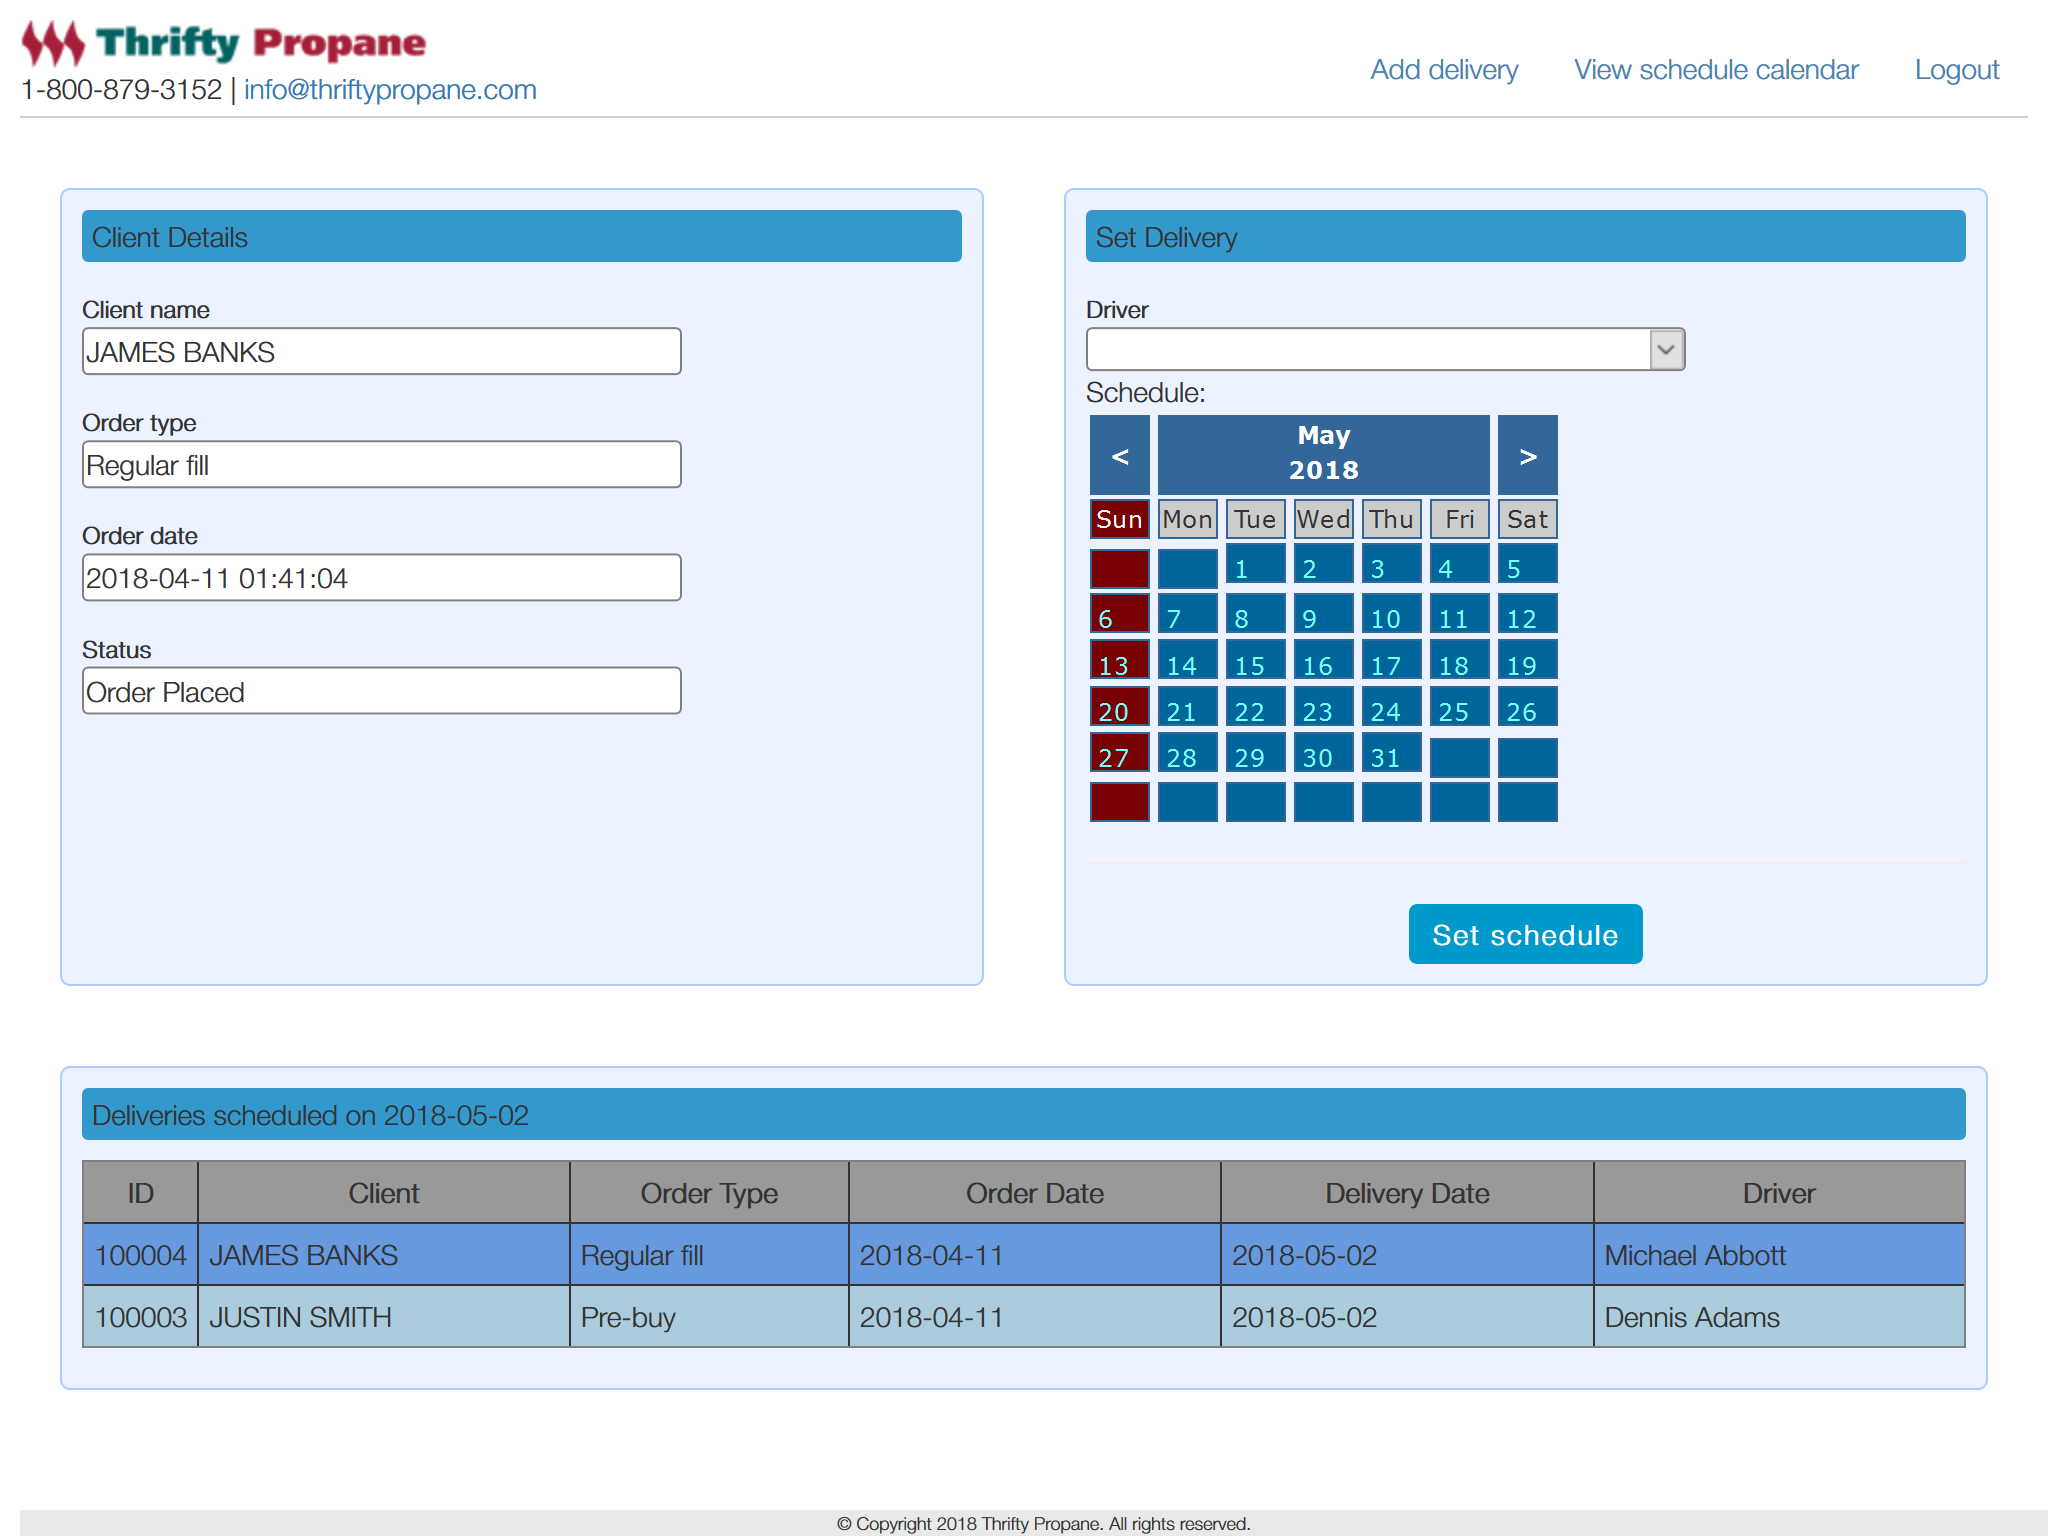 Thrifty Propane
1-800-879-3152 | info@thriftypropane.com
Add delivery View schedule calendar Logout
Client Details
Client name
JAMES BANKS
Order type
Regular fill
Order date
2018-04-11 01:41:04
Status
Order Placed
Set Delivery
Driver
Schedule:
< May 2018 >
Sun Mon Tue Wed Thu Fri Sat
1 2 3 4 5
6 7 8 9 10 11 12
13 14 15 16 17 18 19
20 21 22 23 24 25 26
27 28 29 30 31
Set schedule
Deliveries scheduled on 2018-05-02
ID Client Order Type Order Date Delivery Date Driver
100004 JAMES BANKS Regular fill 2018-04-11 2018-05-02 Michael Abbott
100003 JUSTIN SMITH Pre-buy 2018-04-11 2018-05-02 Dennis Adams
© Copyright 2018 Thrifty Propane. All rights reserved.